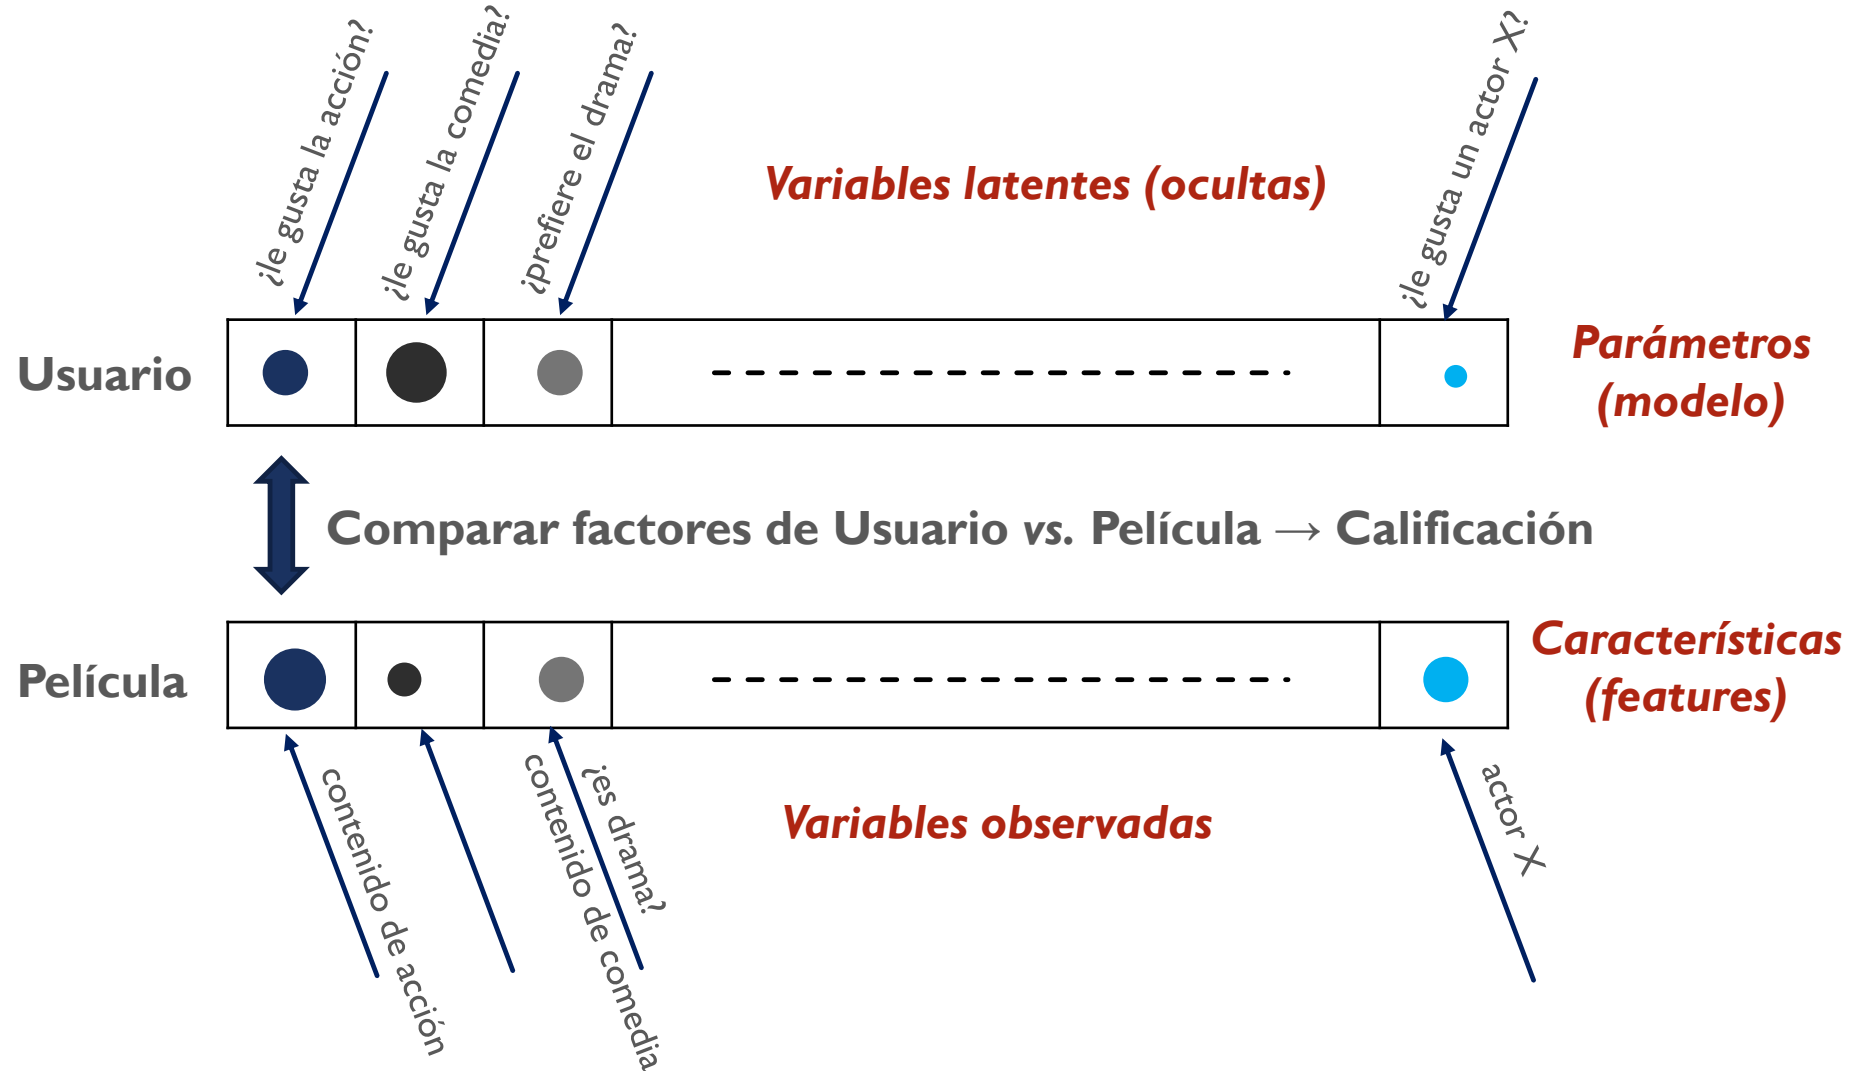 ¿le gusta la acción?
¿le gusta la comedia?
¿prefiere el drama?
¿le gusta un actor X?
Variables latentes (ocultas)
Usuario
Parámetros
(modelo)
Comparar factores de Usuario vs. Película → Calificación
Película
Características
(features)
contenido de acción
contenido de comedia
¿es drama?
actor X
Variables observadas